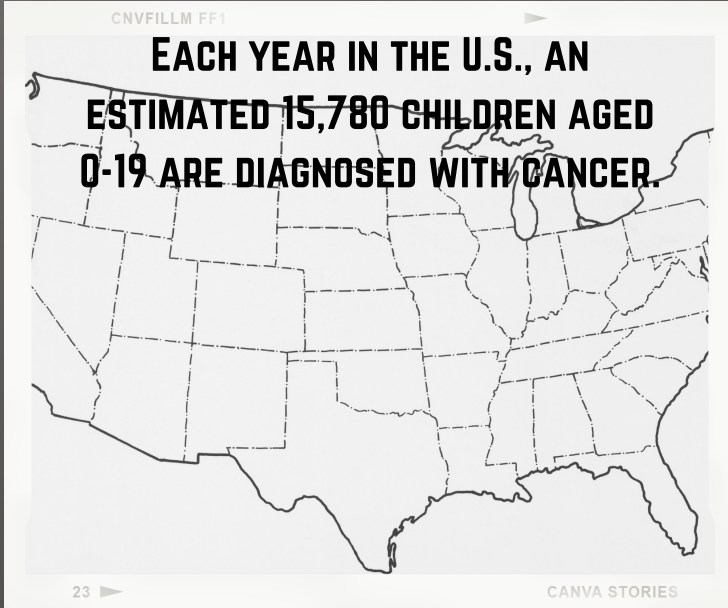 CNVFILLM FF1
EACH YEAR IN THE U.S., AN
ESTIMATED 15,780 CHILDREN AGED
0-19 ARE DIAGNOSED WITH CANCER.
23
CANVA STORIES